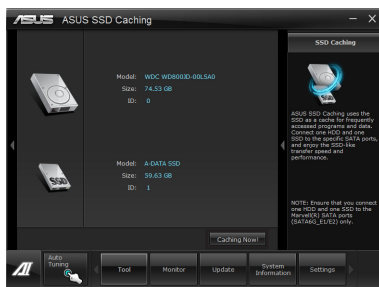 ASUS ASUS SSD Caching
SSD Caching
Model: WDC WD800JD-00LSA0
Size: 74.53 GB
ID: 0
SSD
ASUS SSD Caching uses the
SSD as a cache for frequently
accessed programs and data.
Connect one HDD and one
SSD to the specific SATA ports,
and enjoy the SSD-like
transfer speed and
performance.
SSD
Model: A-DATA SSD
Size: 59.63 GB
ID: 1
NOTE: Ensure that you connect
one HDD and one SSD to the
Marvell(R) SATA ports
(SATA6G_E1/E2) only.
Caching Now!
Auto
Tuning
Tool
Monitor
Update
System
Information
Settings